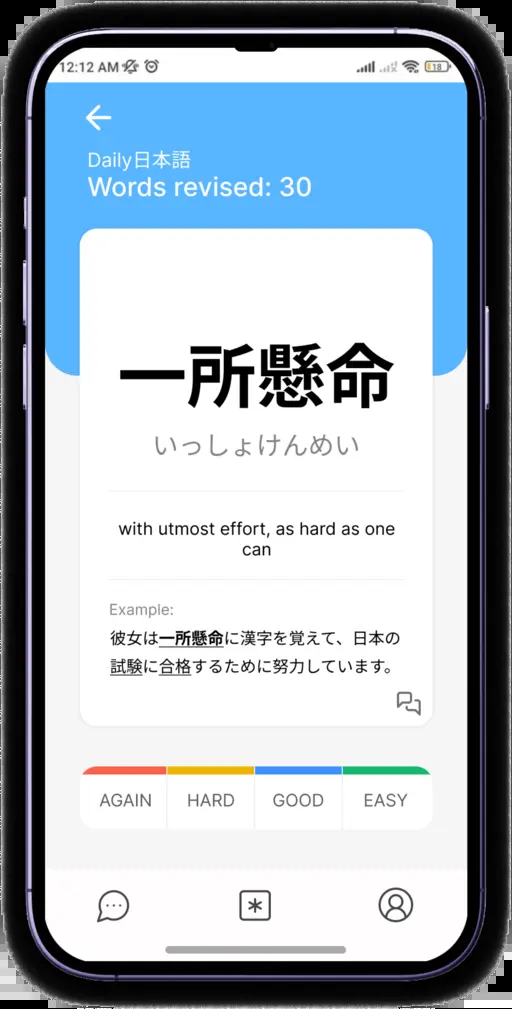 12:12 AM
18
Daily日本語
Words revised: 30
一所懸命
いっしょけんめい
with utmost effort, as hard as one
can
Example:
彼女は一所懸命に漢字を覚えて、日本の
試験に合格するために努力しています。
AGAIN HARD GOOD EASY